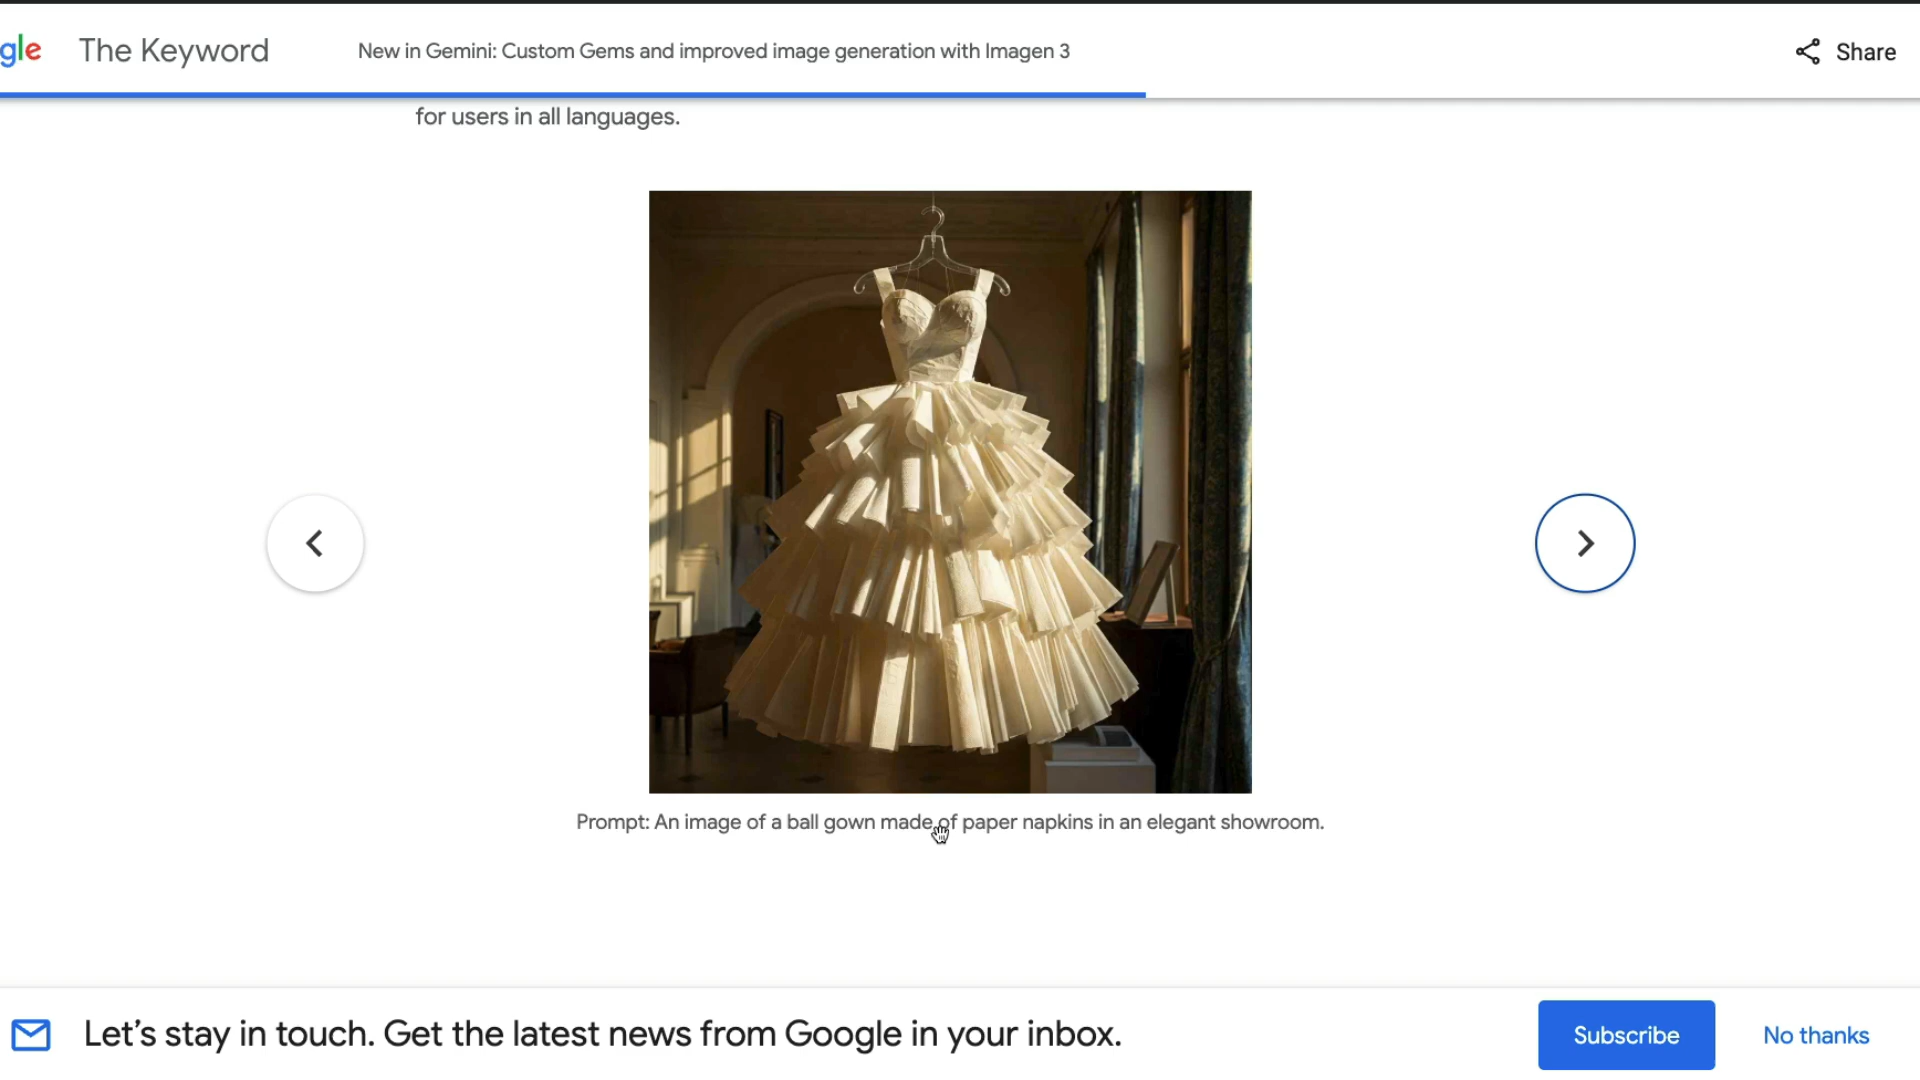 gle The Keyword New in Gemini: Custom Gems and improved image generation with Imagen 3 Share
for users in all languages.
Prompt: An image of a ball gown made of paper napkins in an elegant showroom.
Let’s stay in touch. Get the latest news from Google in your inbox. Subscribe No thanks